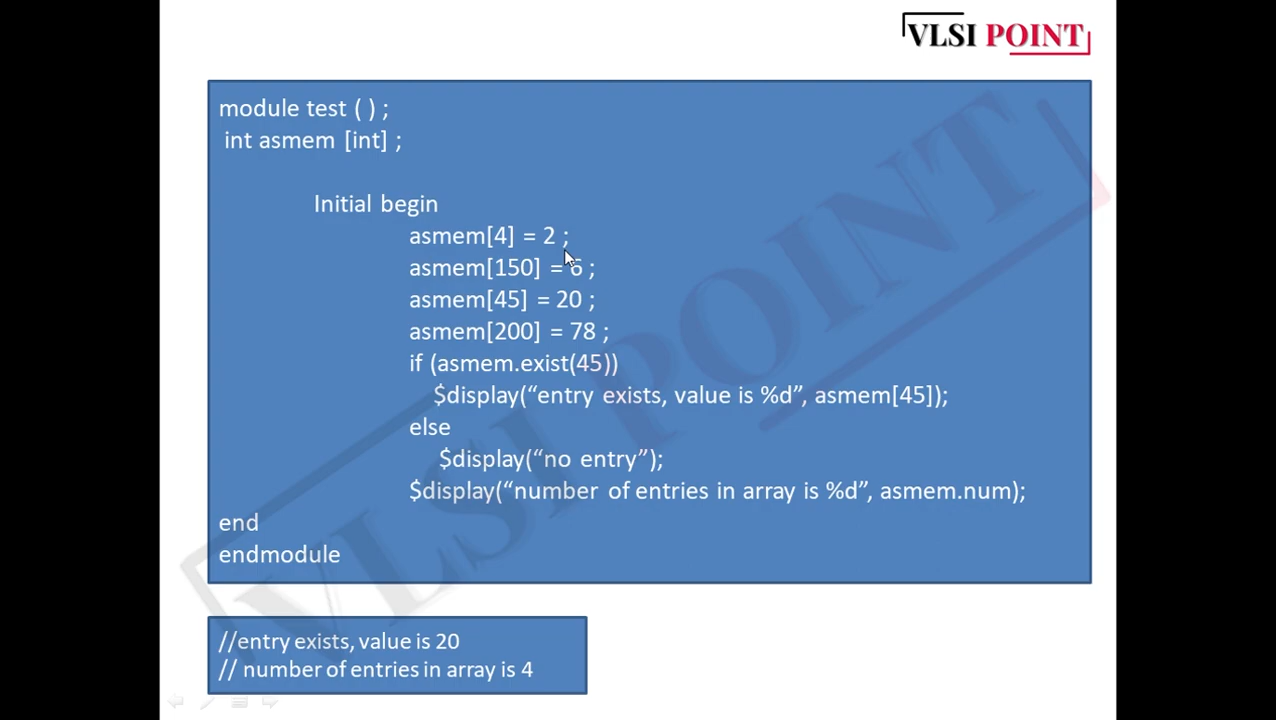 VLSI POINT
module test ( ) ;
int asmem [int] ;
Initial begin
asmem[4] = 2 ;
asmem[150] = 6 ;
asmem[45] = 20 ;
asmem[200] = 78 ;
if (asmem.exist(45))
$display(“entry exists, value is %d”, asmem[45]);
else
$display(“no entry”);
$display(“number of entries in array is %d”, asmem.num);
end
endmodule
VLSI POINT
//entry exists, value is 20
// number of entries in array is 4